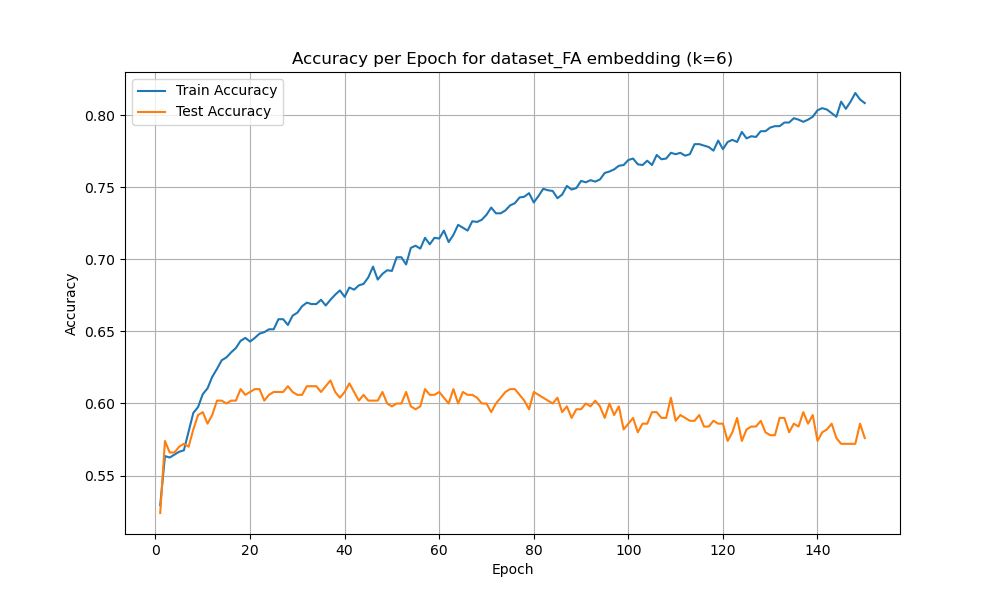 Accuracy per Epoch for dataset_FA embedding (k=6)
Train Accuracy
Test Accuracy
0.80
0.75
0.70
0.65
0.60
0.55
Accuracy
0 20 40 60 80 100 120 140
Epoch